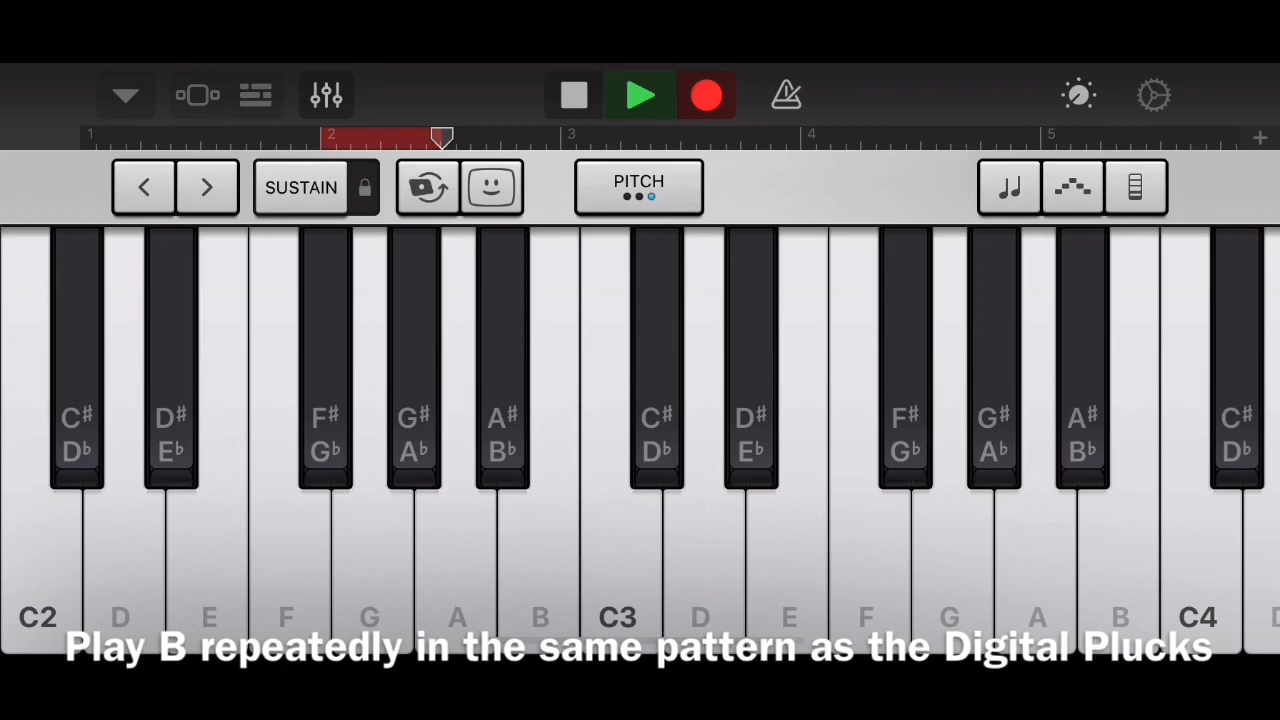 1 2 3 4 5
SUSTAIN PITCH
C♯ D♯ F♯ G♯ A♯ C♯ D♯ F♯ G♯ A♯ C♯
D♭ E♭ G♭ A♭ B♭ D♭ E♭ G♭ A♭ B♭ D♭
C2 D E F G A B C3 D E F G A B C4
Play B repeatedly in the same pattern as the Digital Plucks